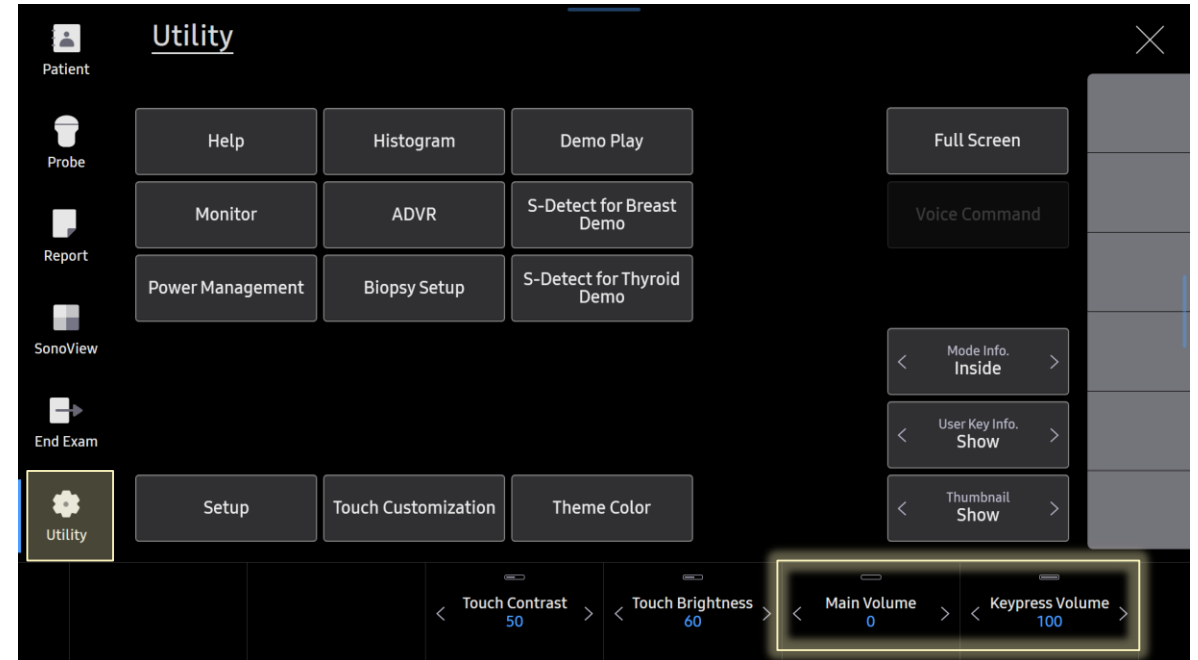 Utility
Patient
Probe
Report
SonoView
End Exam
Utility
Help
Histogram
Demo Play
Full Screen
Monitor
ADVR
S-Detect for Breast
Demo
Voice Command
Power Management
Biopsy Setup
S-Detect for Thyroid
Demo
Mode Info.
Inside
User Key Info.
Show
Setup
Touch Customization
Theme Color
Thumbnail
Show
Touch Contrast
50
Touch Brightness
60
Main Volume
0
Keypress Volume
100